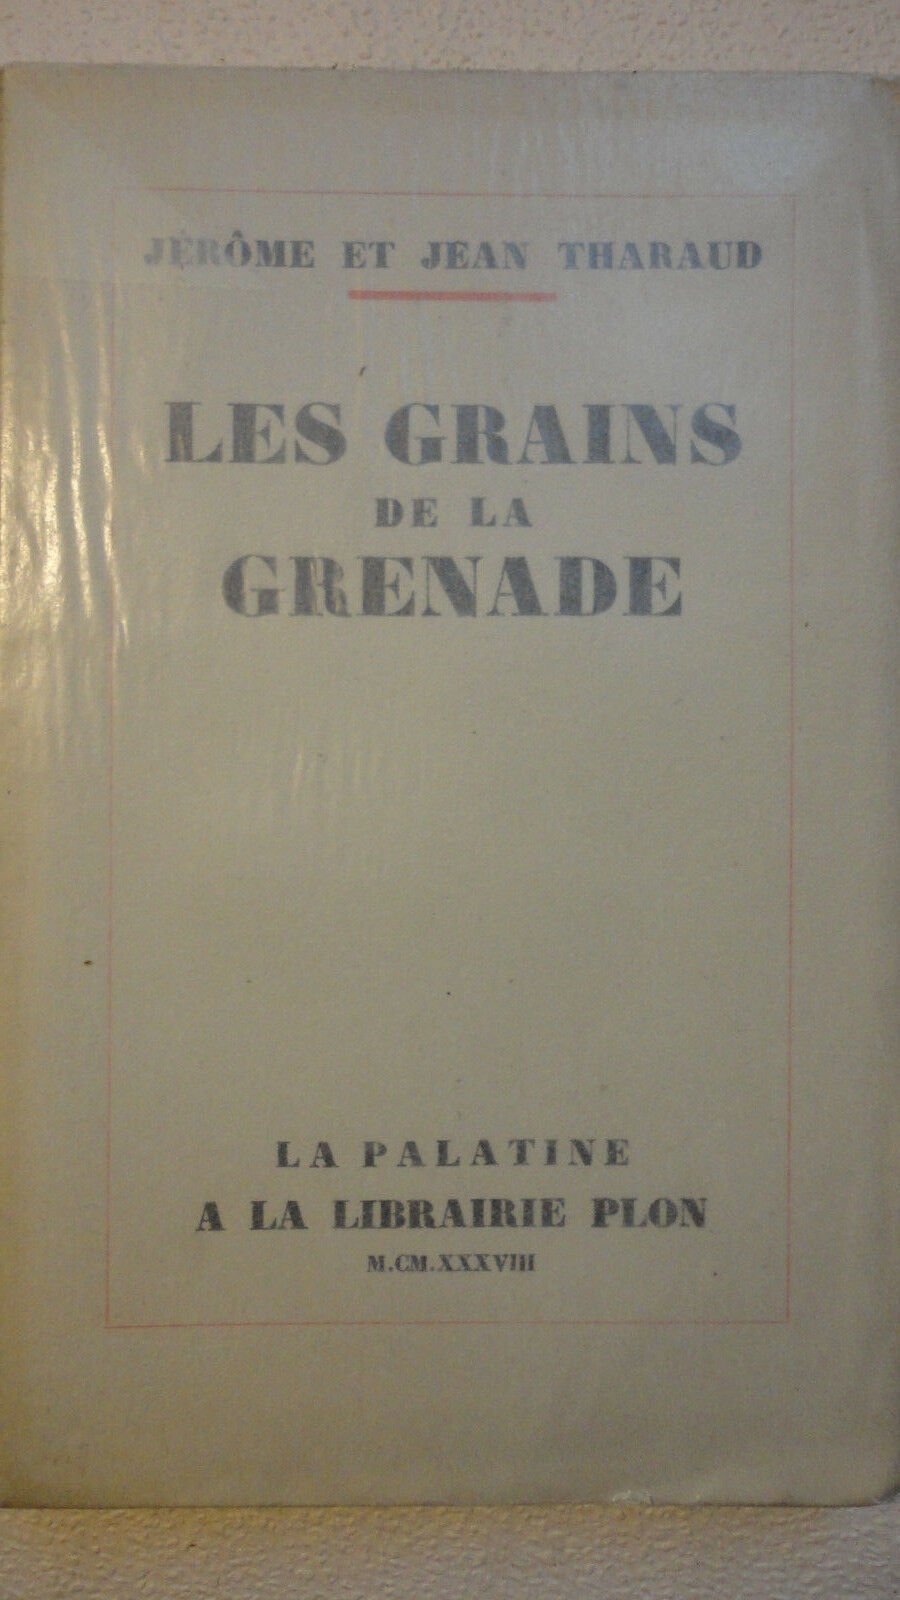 JÉRÔME ET JEAN THARAUD
LES GRAINS
DE LA
GRENADE
LA PALATINE
A LA LIBRAIRIE PLON
M.CM.XXXVIII